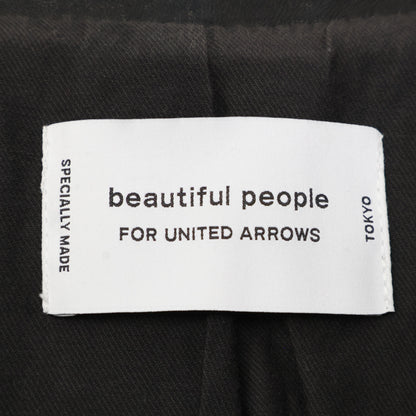 SPECIALLY MADE
beautiful people
FOR UNITED ARROWS
TOKYO